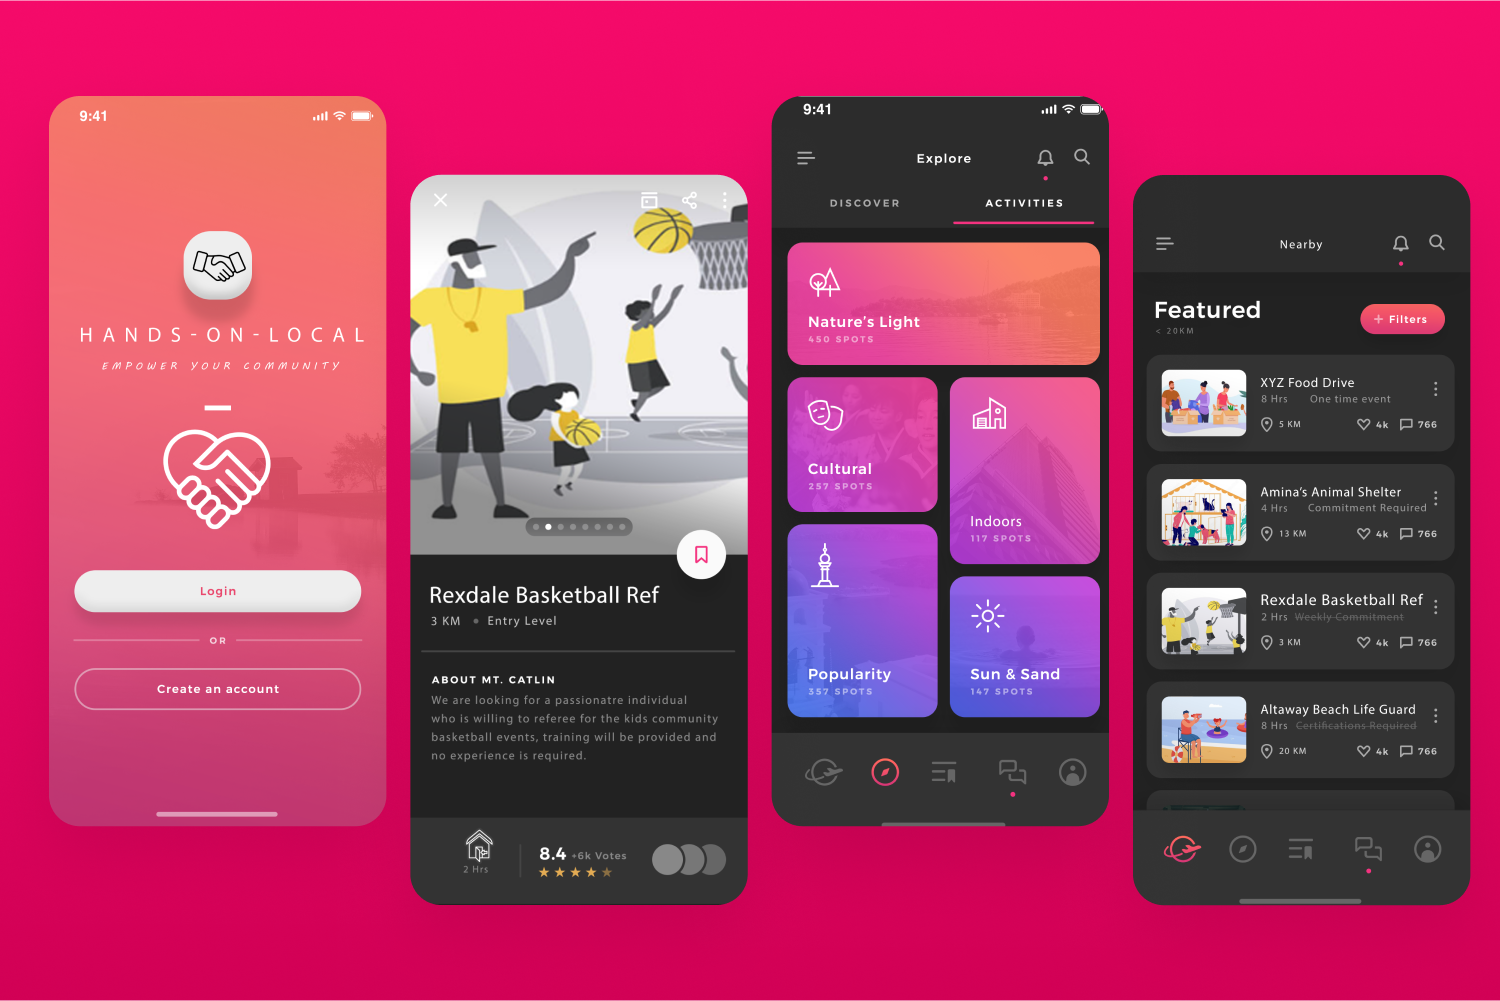 9:41
HANDS-ON-LOCAL
EMPOWER YOUR COMMUNITY
Login
OR
Create an account
Rexdale Basketball Ref
3 KM • Entry Level
ABOUT MT. CATLIN
We are looking for a passionatre individual
who is willing to referee for the kids community
basketball events, training will be provided and
no experience is required.
2 Hrs
8.4 +6k Votes
9:41
Explore
DISCOVER ACTIVITIES
Nature's Light
450 SPOTS
Cultural
257 SPOTS
Indoors
117 SPOTS
Popularity
357 SPOTS
Sun & Sand
147 SPOTS
Nearby
Featured
< 20KM
+ Filters
XYZ Food Drive
8 Hrs One time event
5 KM 4k 766
Amina's Animal Shelter
4 Hrs Commitment Required
13 KM 4k 766
Rexdale Basketball Ref
2 Hrs Weekly Commitment
3 KM 4k 766
Altaway Beach Life Guard
8 Hrs Certifications Required
20 KM 4k 766